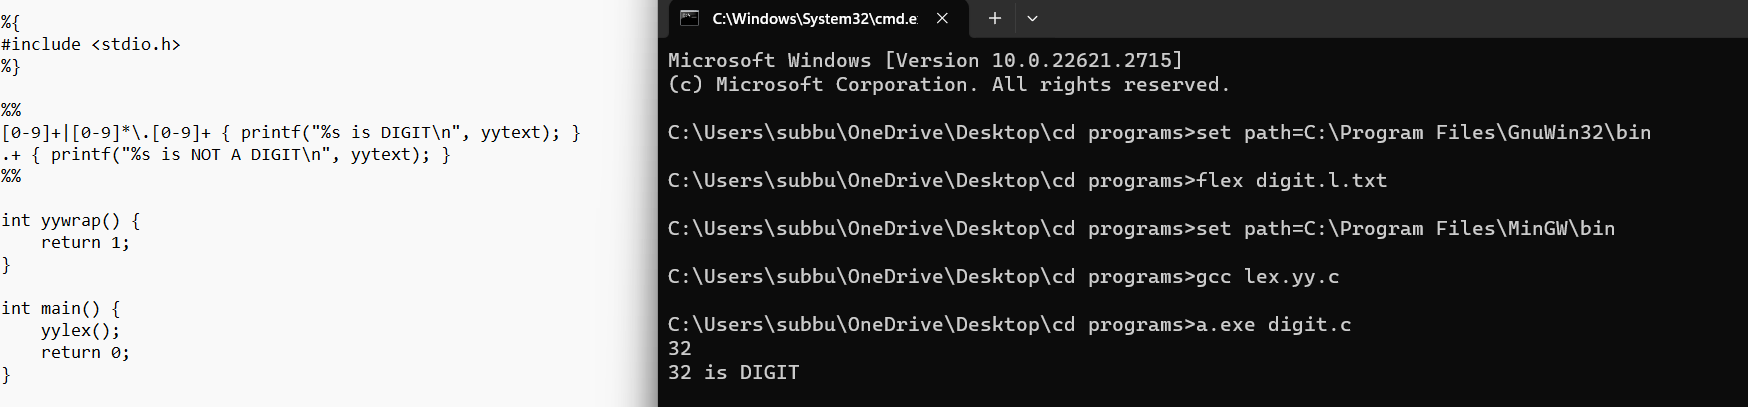 %{
#include <stdio.h>
%}
%%
[0-9]+|[0-9]*\.[0-9]+ { printf("%s is DIGIT\n", yytext); }
.+ { printf("%s is NOT A DIGIT\n", yytext); }
%%
int yywrap() {
    return 1;
}
int main() {
    yylex();
    return 0;
}
C:\Windows\System32\cmd.e
Microsoft Windows [Version 10.0.22621.2715]
(c) Microsoft Corporation. All rights reserved.
C:\Users\subbu\OneDrive\Desktop\cd programs>set path=C:\Program Files\GnuWin32\bin
C:\Users\subbu\OneDrive\Desktop\cd programs>flex digit.l.txt
C:\Users\subbu\OneDrive\Desktop\cd programs>set path=C:\Program Files\MinGW\bin
C:\Users\subbu\OneDrive\Desktop\cd programs>gcc lex.yy.c
C:\Users\subbu\OneDrive\Desktop\cd programs>a.exe digit.c
32
32 is DIGIT